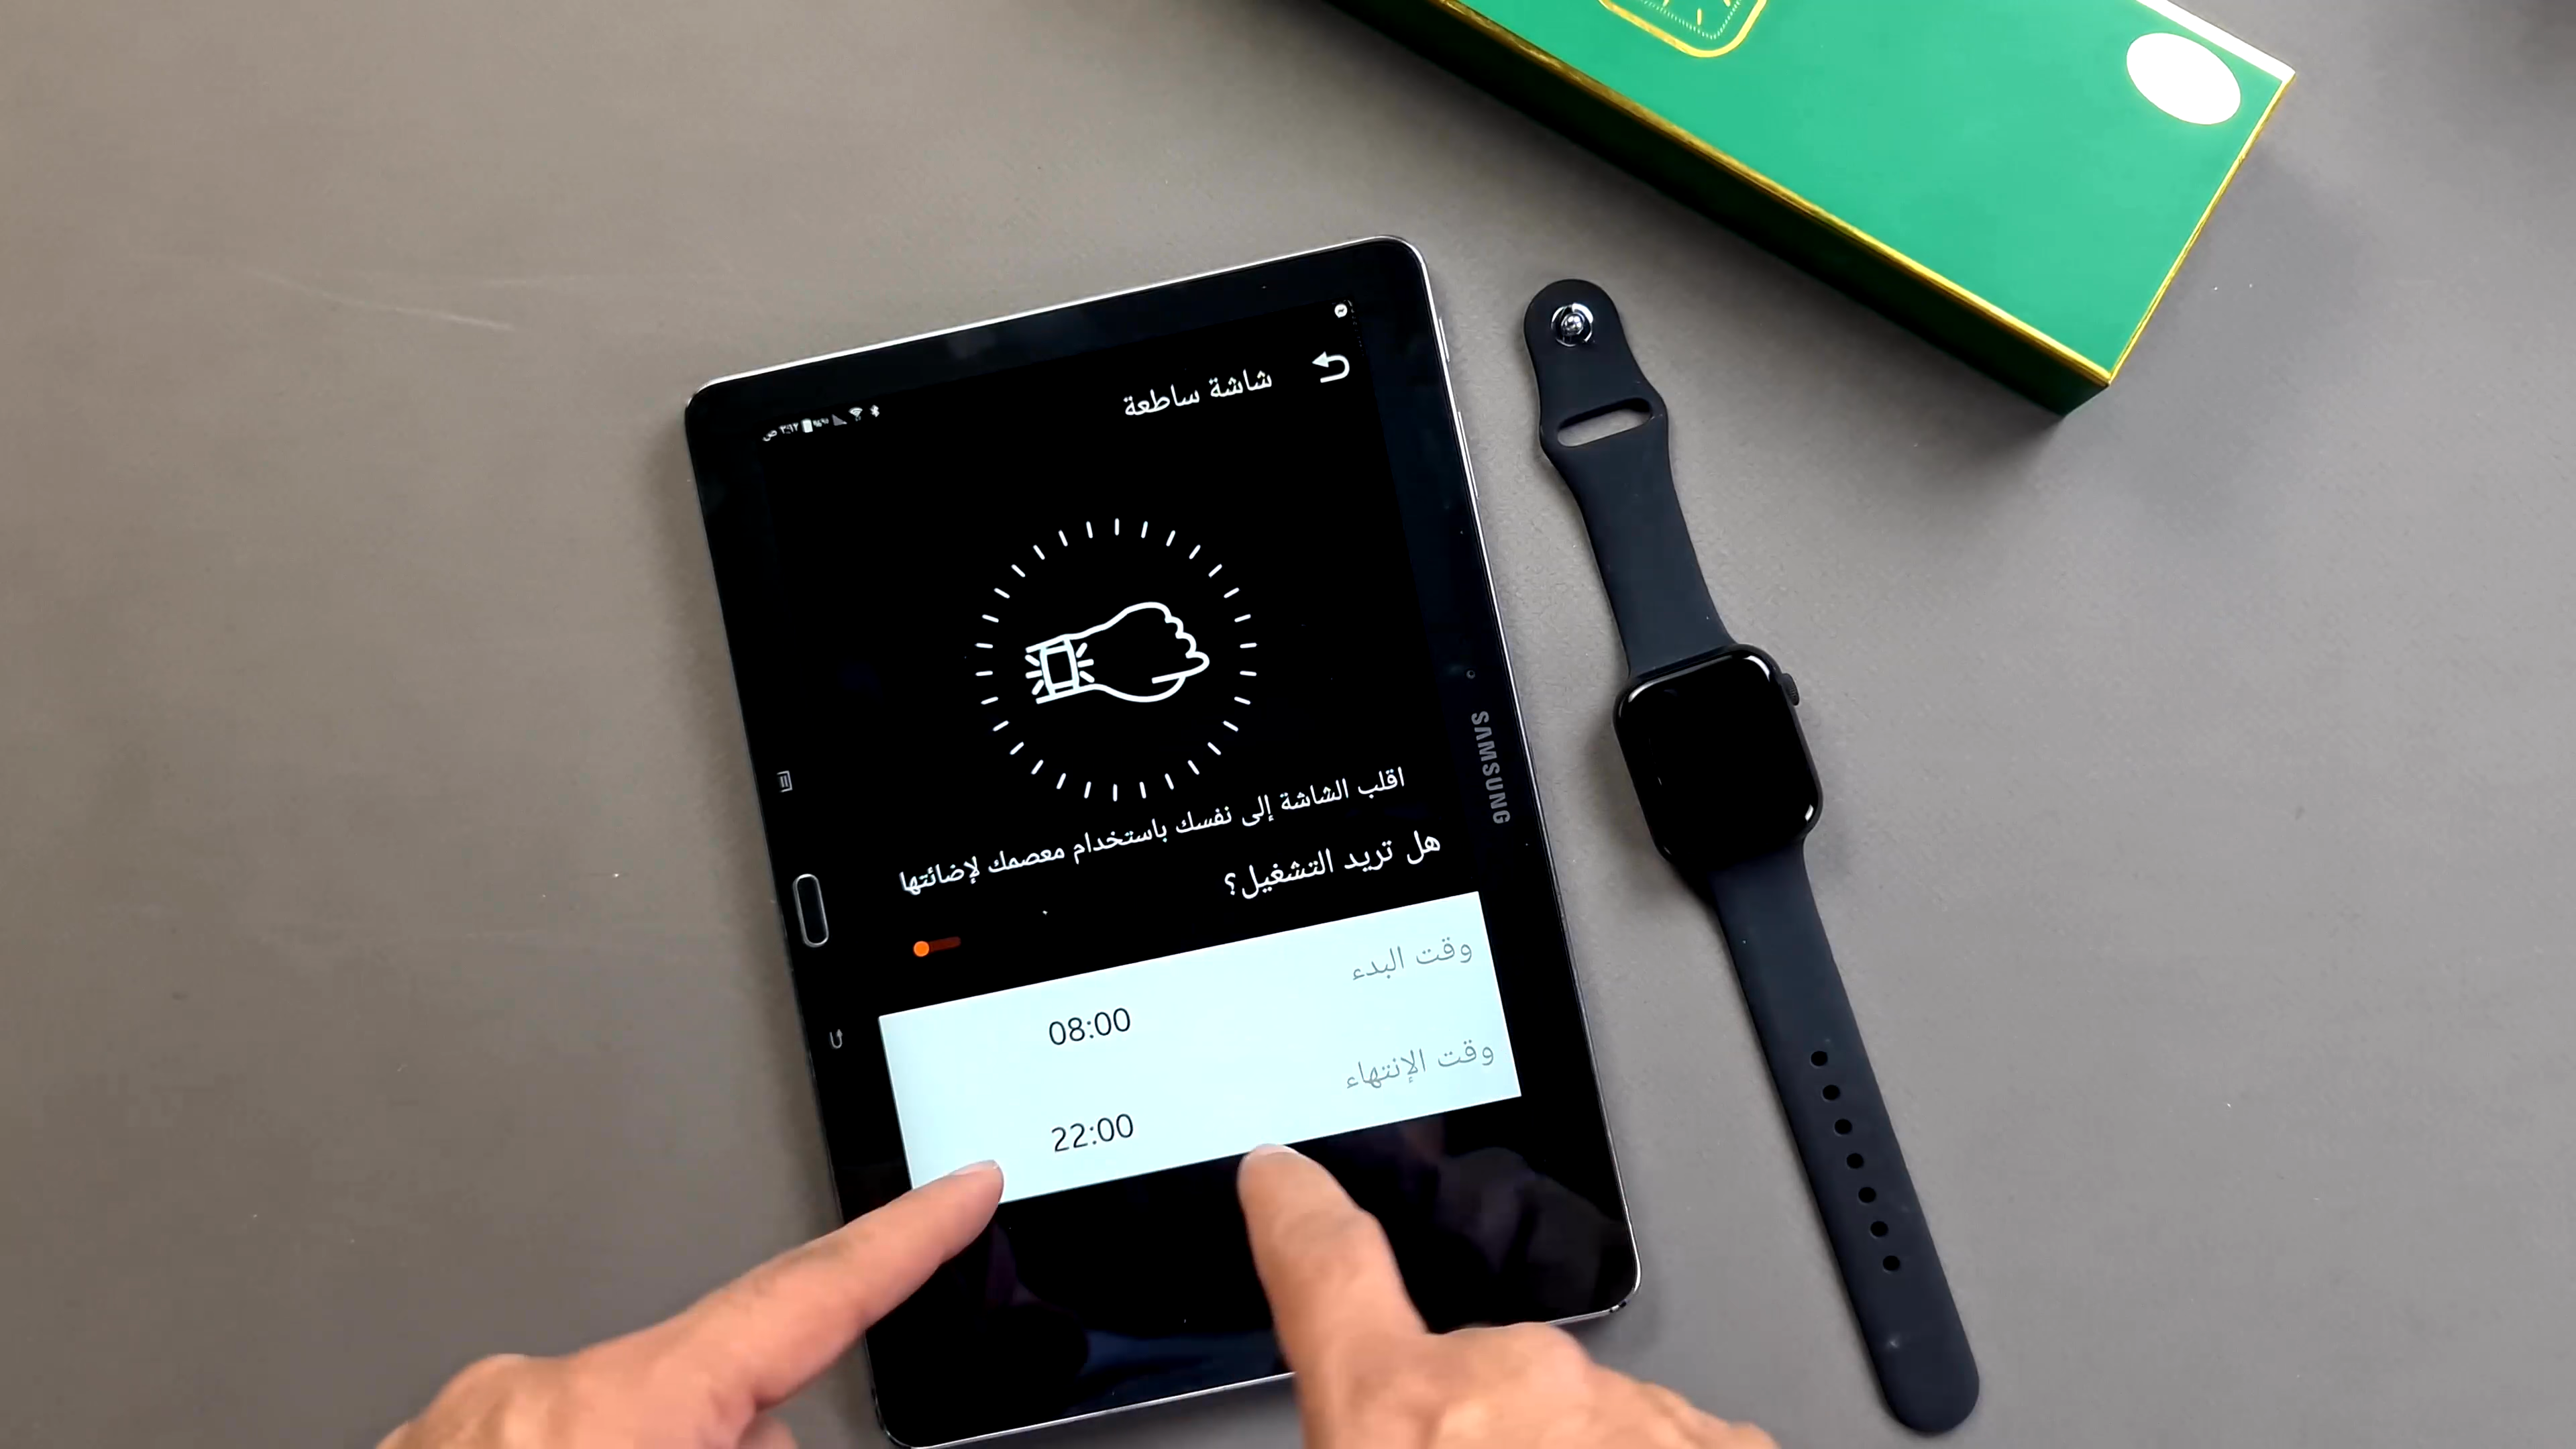 شاشة ساطعة
اقلب الشاشة إلى نفسك باستخدام معصمك لإضائتها
هل تريد التشغيل؟
وقت البدء
08:00
وقت الإنتهاء
22:00
SAMSUNG